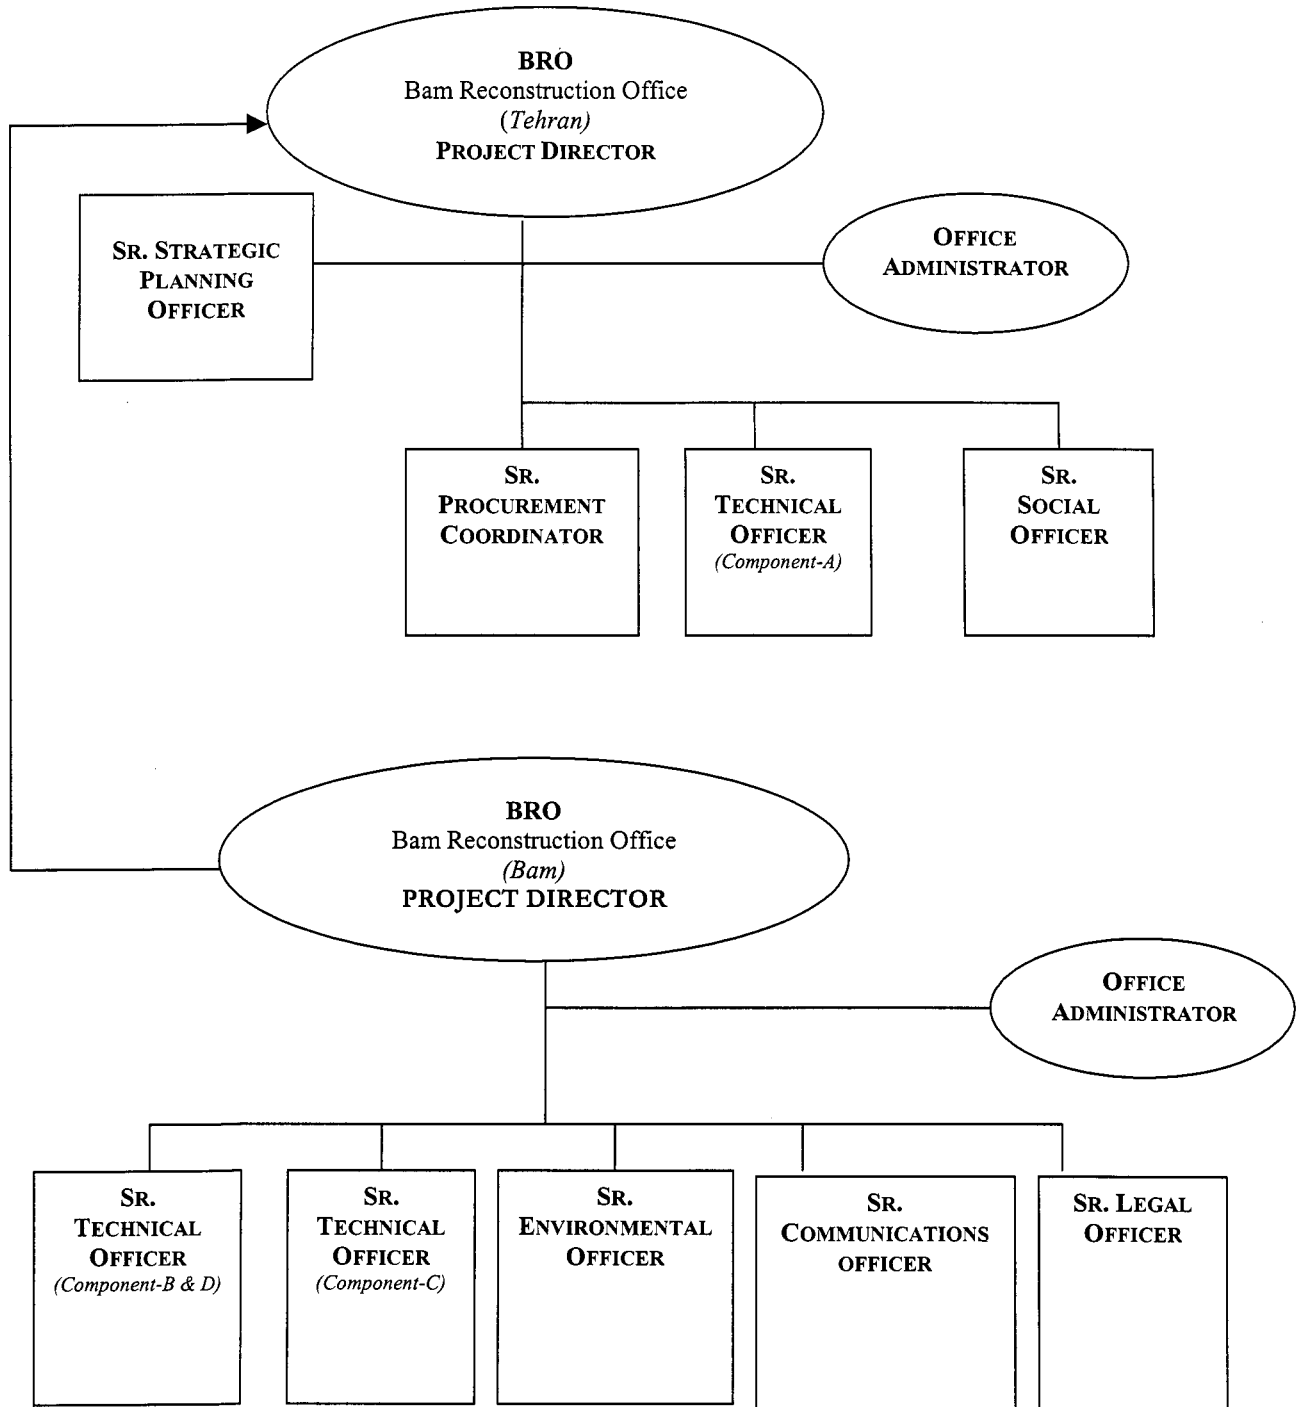 BRO
Bam Reconstruction Office
(Tehran)
PROJECT DIRECTOR
SR. STRATEGIC
PLANNING
OFFICER
OFFICE
ADMINISTRATOR
SR.
PROCUREMENT
COORDINATOR
SR.
TECHNICAL
OFFICER
(Component-A)
SR.
SOCIAL
OFFICER
BRO
Bam Reconstruction Office
(Bam)
PROJECT DIRECTOR
OFFICE
ADMINISTRATOR
SR.
TECHNICAL
OFFICER
(Component-B & D)
SR.
TECHNICAL
OFFICER
(Component-C)
SR.
ENVIRONMENTAL
OFFICER
SR.
COMMUNICATIONS
OFFICER
SR. LEGAL
OFFICER